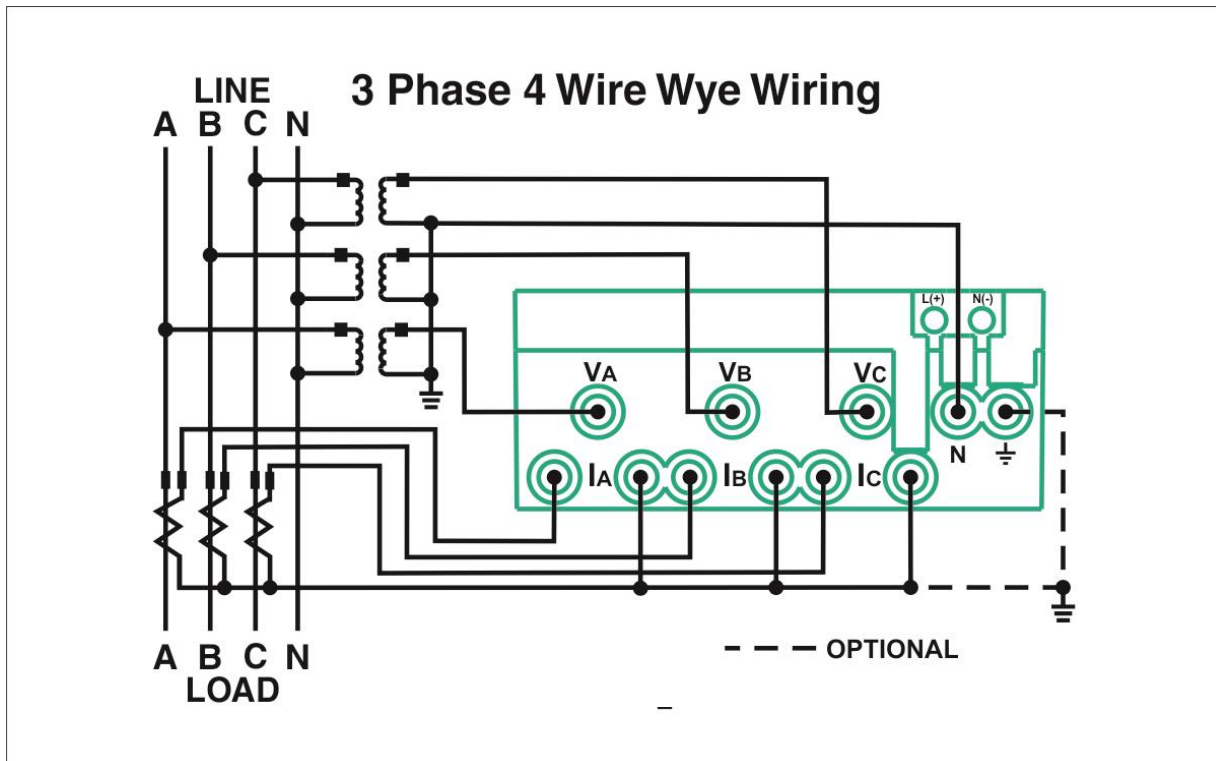 3 Phase 4 Wire Wye Wiring
LINE
A B C N
L(+) N(-)
VA VB VC
N
IA IB IC
A B C N
LOAD
OPTIONAL
–